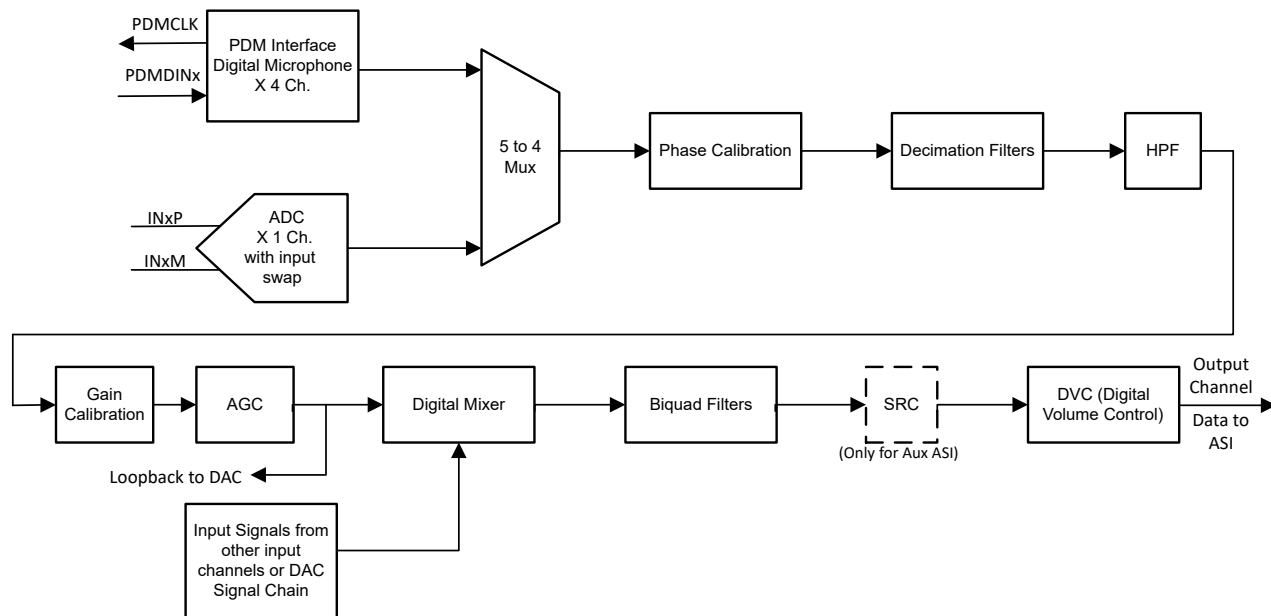 PDMCLK
PDMDINx
PDM Interface
Digital Microphone
X 4 Ch.
5 to 4
Mux
Phase Calibration
Decimation Filters
HPF
INxP
INxM
ADC
X 1 Ch.
with input
swap
Gain
Calibration
AGC
Digital Mixer
Biquad Filters
SRC
(Only for Aux ASI)
DVC (Digital
Volume Control)
Output
Channel
Data to
ASI
Loopback to DAC
Input Signals from
other input
channels or DAC
Signal Chain